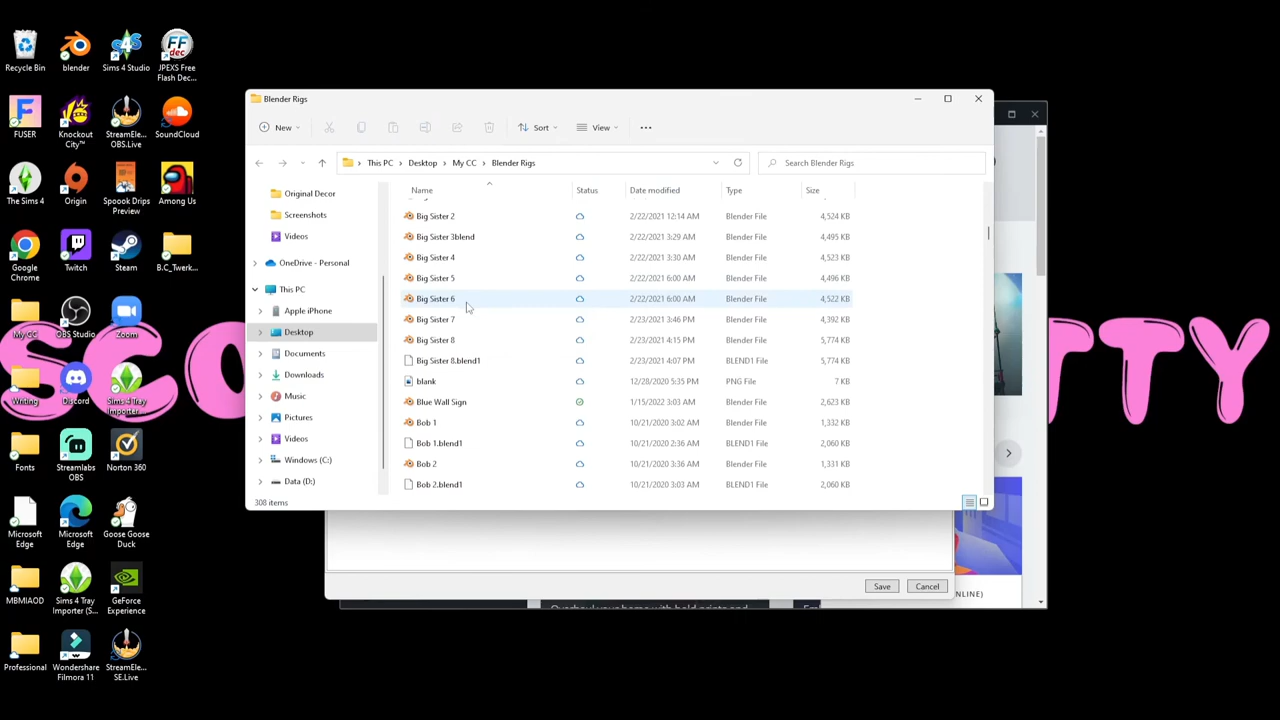 Recycle Bin
blender
Sims 4 Studio
JPEXS Free Flash Dec...
FUSER
Knockout City™
StreamEle... OBS.Live
SoundCloud
The Sims 4
Origin
Spoook Drips Preview
Among Us
Google Chrome
Twitch
Steam
B.C_Twerk...
My CC
OBS Studio
Zoom
Writing
Discord
Sims 4 Tray Importer...
Fonts
Streamlabs OBS
Norton 360
Microsoft Edge
Microsoft Edge
Goose Goose Duck
MBMIAOD
Sims 4 Tray Importer (S...
GeForce Experience
Professional
Wondershare Filmora 11
StreamEle... SE.Live
Blender Rigs
New
Sort
View
This PC > Desktop > My CC > Blender Rigs
Search Blender Rigs
Original Decor
Screenshots
Videos
OneDrive - Personal
This PC
Apple iPhone
Desktop
Documents
Downloads
Music
Pictures
Videos
Windows (C:)
Data (D:)
Name Status Date modified Type Size
Big Sister 2 2/22/2021 12:14 AM Blender File 4,524 KB
Big Sister 3blend 2/22/2021 3:29 AM Blender File 4,495 KB
Big Sister 4 2/22/2021 3:30 AM Blender File 4,523 KB
Big Sister 5 2/22/2021 6:00 AM Blender File 4,496 KB
Big Sister 6 2/22/2021 6:00 AM Blender File 4,522 KB
Big Sister 7 2/23/2021 3:46 PM Blender File 4,392 KB
Big Sister 8 2/23/2021 4:15 PM Blender File 5,774 KB
Big Sister 8.blend1 2/23/2021 4:07 PM BLEND1 File 5,774 KB
blank 12/28/2020 5:35 PM PNG File 7 KB
Blue Wall Sign 1/15/2022 3:03 AM Blender File 2,623 KB
Bob 1 10/21/2020 3:02 AM Blender File 1,332 KB
Bob 1.blend1 10/21/2020 2:36 AM BLEND1 File 2,060 KB
Bob 2 10/21/2020 3:36 AM Blender File 1,331 KB
Bob 2.blend1 10/21/2020 3:03 AM BLEND1 File 2,060 KB
308 items
Save
Cancel
NLINE)
SCO
TTY